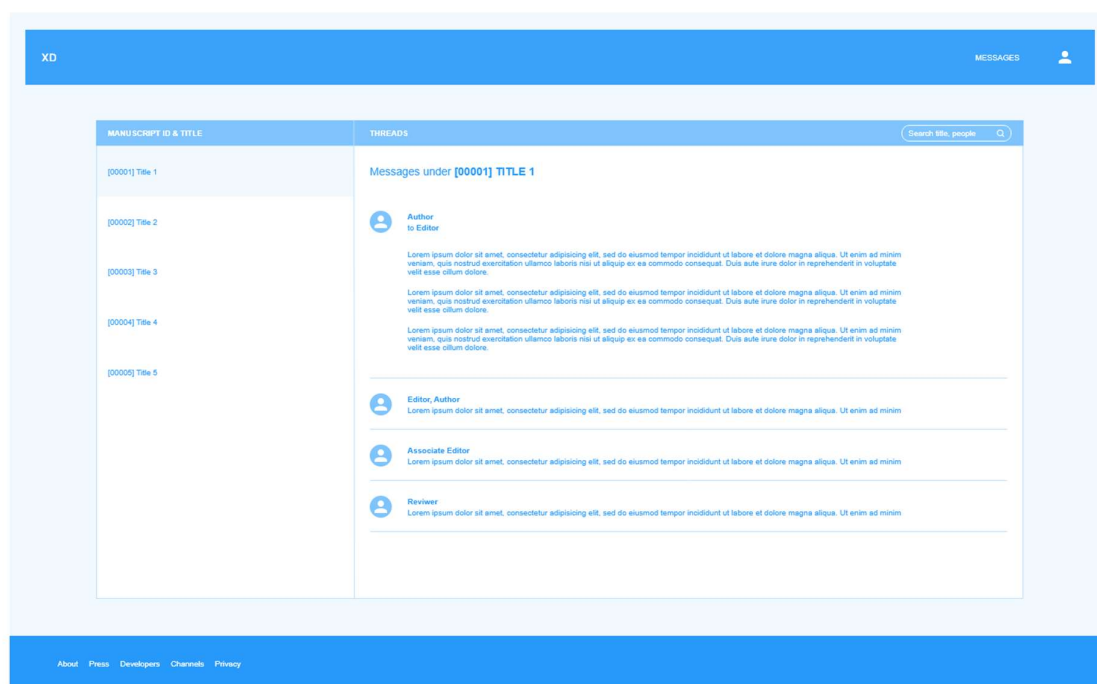 XD
MESSAGES
MANUSCRIPT ID & TITLE
THREADS
Search title, people
[00001] Title 1
[00002] Title 2
[00003] Title 3
[00004] Title 4
[00005] Title 5
Messages under [00001] TITLE 1
Author
to Editor
Lorem ipsum dolor sit amet, consectetur adipisicing elit, sed do eiusmod tempor incididunt ut labore et dolore magna aliqua. Ut enim ad minim
veniam, quis nostrud exercitation ullamco laboris nisi ut aliquip ex ea commodo consequat. Duis aute irure dolor in reprehenderit in voluptate
velit esse cillum dolore.
Lorem ipsum dolor sit amet, consectetur adipisicing elit, sed do eiusmod tempor incididunt ut labore et dolore magna aliqua. Ut enim ad minim
veniam, quis nostrud exercitation ullamco laboris nisi ut aliquip ex ea commodo consequat. Duis aute irure dolor in reprehenderit in voluptate
velit esse cillum dolore.
Lorem ipsum dolor sit amet, consectetur adipisicing elit, sed do eiusmod tempor incididunt ut labore et dolore magna aliqua. Ut enim ad minim
veniam, quis nostrud exercitation ullamco laboris nisi ut aliquip ex ea commodo consequat. Duis aute irure dolor in reprehenderit in voluptate
velit esse cillum dolore.
Editor, Author
Lorem ipsum dolor sit amet, consectetur adipisicing elit, sed do eiusmod tempor incididunt ut labore et dolore magna aliqua. Ut enim ad minim
Associate Editor
Lorem ipsum dolor sit amet, consectetur adipisicing elit, sed do eiusmod tempor incididunt ut labore et dolore magna aliqua. Ut enim ad minim
Reviwer
Lorem ipsum dolor sit amet, consectetur adipisicing elit, sed do eiusmod tempor incididunt ut labore et dolore magna aliqua. Ut enim ad minim
About Press Developers Channels Privacy